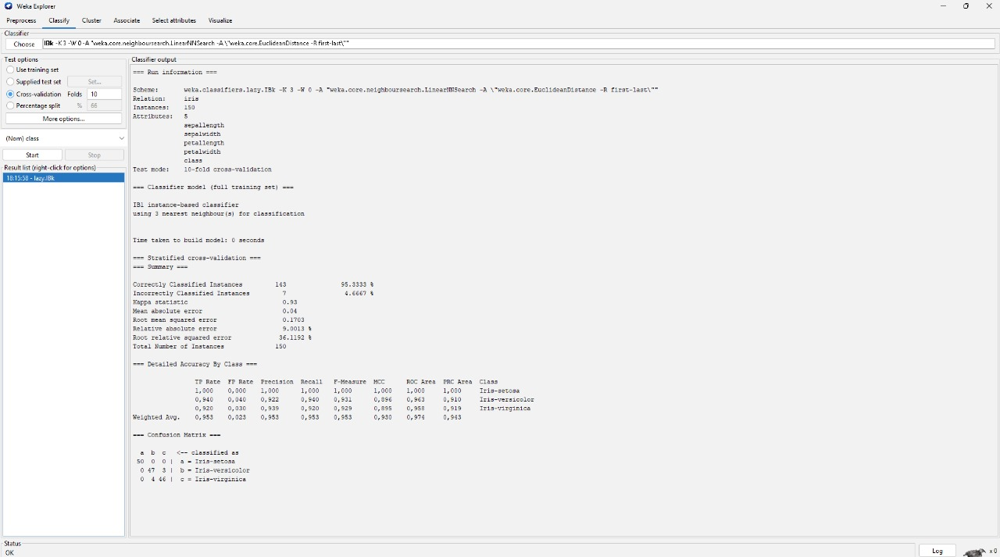 Weka Explorer
Preprocess Classify Cluster Associate Select attributes Visualize
Classifier
Choose IBk -K 3 -W 0 -A "weka.core.neighboursearch.LinearNNSearch -A \"weka.core.EuclideanDistance -R first-last\""
Test options
Use training set
Supplied test set Set...
Cross-validation Folds 10
Percentage split % 66
More options...
(Nom) class
Start Stop
Result list (right-click for options)
18:15:58 - lazy.IBk
Classifier output
=== Run information ===
Scheme: weka.classifiers.lazy.IBk -K 3 -W 0 -A "weka.core.neighboursearch.LinearNNSearch -A \"weka.core.EuclideanDistance -R first-last\""
Relation: iris
Instances: 150
Attributes: 5
sepallength
sepalwidth
petallength
petalwidth
class
Test mode: 10-fold cross-validation
=== Classifier model (full training set) ===
IB1 instance-based classifier
using 3 nearest neighbour(s) for classification
Time taken to build model: 0 seconds
=== Stratified cross-validation ===
=== Summary ===
Correctly Classified Instances 143 95.3333 %
Incorrectly Classified Instances 7 4.6667 %
Kappa statistic 0.93
Mean absolute error 0.04
Root mean squared error 0.1703
Relative absolute error 9.0013 %
Root relative squared error 36.1192 %
Total Number of Instances 150
=== Detailed Accuracy By Class ===
TP Rate FP Rate Precision Recall F-Measure MCC ROC Area PRC Area Class
1,000 0,000 1,000 1,000 1,000 1,000 1,000 1,000 Iris-setosa
0,940 0,040 0,922 0,940 0,931 0,896 0,963 0,910 Iris-versicolor
0,920 0,030 0,939 0,920 0,929 0,895 0,958 0,919 Iris-virginica
Weighted Avg. 0,953 0,023 0,953 0,953 0,953 0,930 0,974 0,943
=== Confusion Matrix ===
a b c <-- classified as
50 0 0 | a = Iris-setosa
0 47 3 | b = Iris-versicolor
0 4 46 | c = Iris-virginica
Status
OK
Log x 0